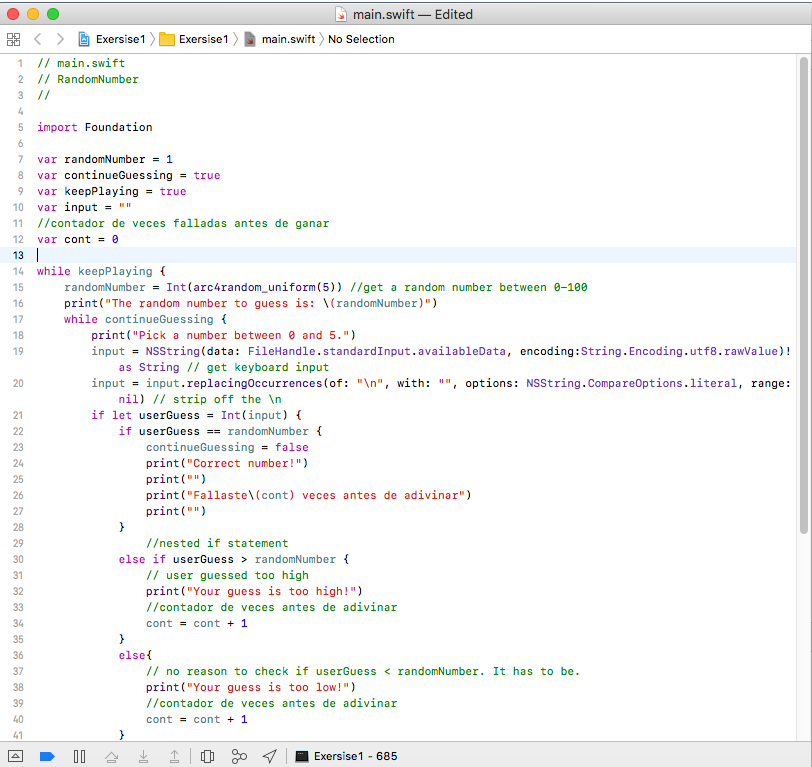 main.swift — Edited
Exersise1 Exersise1 main.swift No Selection
1 // main.swift
2 // RandomNumber
3 //
4
5 import Foundation
6
7 var randomNumber = 1
8 var continueGuessing = true
9 var keepPlaying = true
10 var input = ""
11 //contador de veces falladas antes de ganar
12 var cont = 0
13
14 while keepPlaying {
15 randomNumber = Int(arc4random_uniform(5)) //get a random number between 0-100
16 print("The random number to guess is: \(randomNumber)")
17 while continueGuessing {
18 print("Pick a number between 0 and 5.")
19 input = NSString(data: FileHandle.standardInput.availableData, encoding:String.Encoding.utf8.rawValue)!
as String // get keyboard input
20 input = input.replacingOccurrences(of: "\n", with: "", options: NSString.CompareOptions.literal, range:
nil) // strip off the \n
21 if let userGuess = Int(input) {
22 if userGuess == randomNumber {
23 continueGuessing = false
24 print("Correct number!")
25 print("")
26 print("Fallaste\(cont) veces antes de adivinar")
27 print("")
28 }
29 //nested if statement
30 else if userGuess > randomNumber {
31 // user guessed too high
32 print("Your guess is too high!")
33 //contador de veces antes de adivinar
34 cont = cont + 1
35 }
36 else{
37 // no reason to check if userGuess < randomNumber. It has to be.
38 print("Your guess is too low!")
39 //contador de veces antes de adivinar
40 cont = cont + 1
41 }
Exersise1 - 685